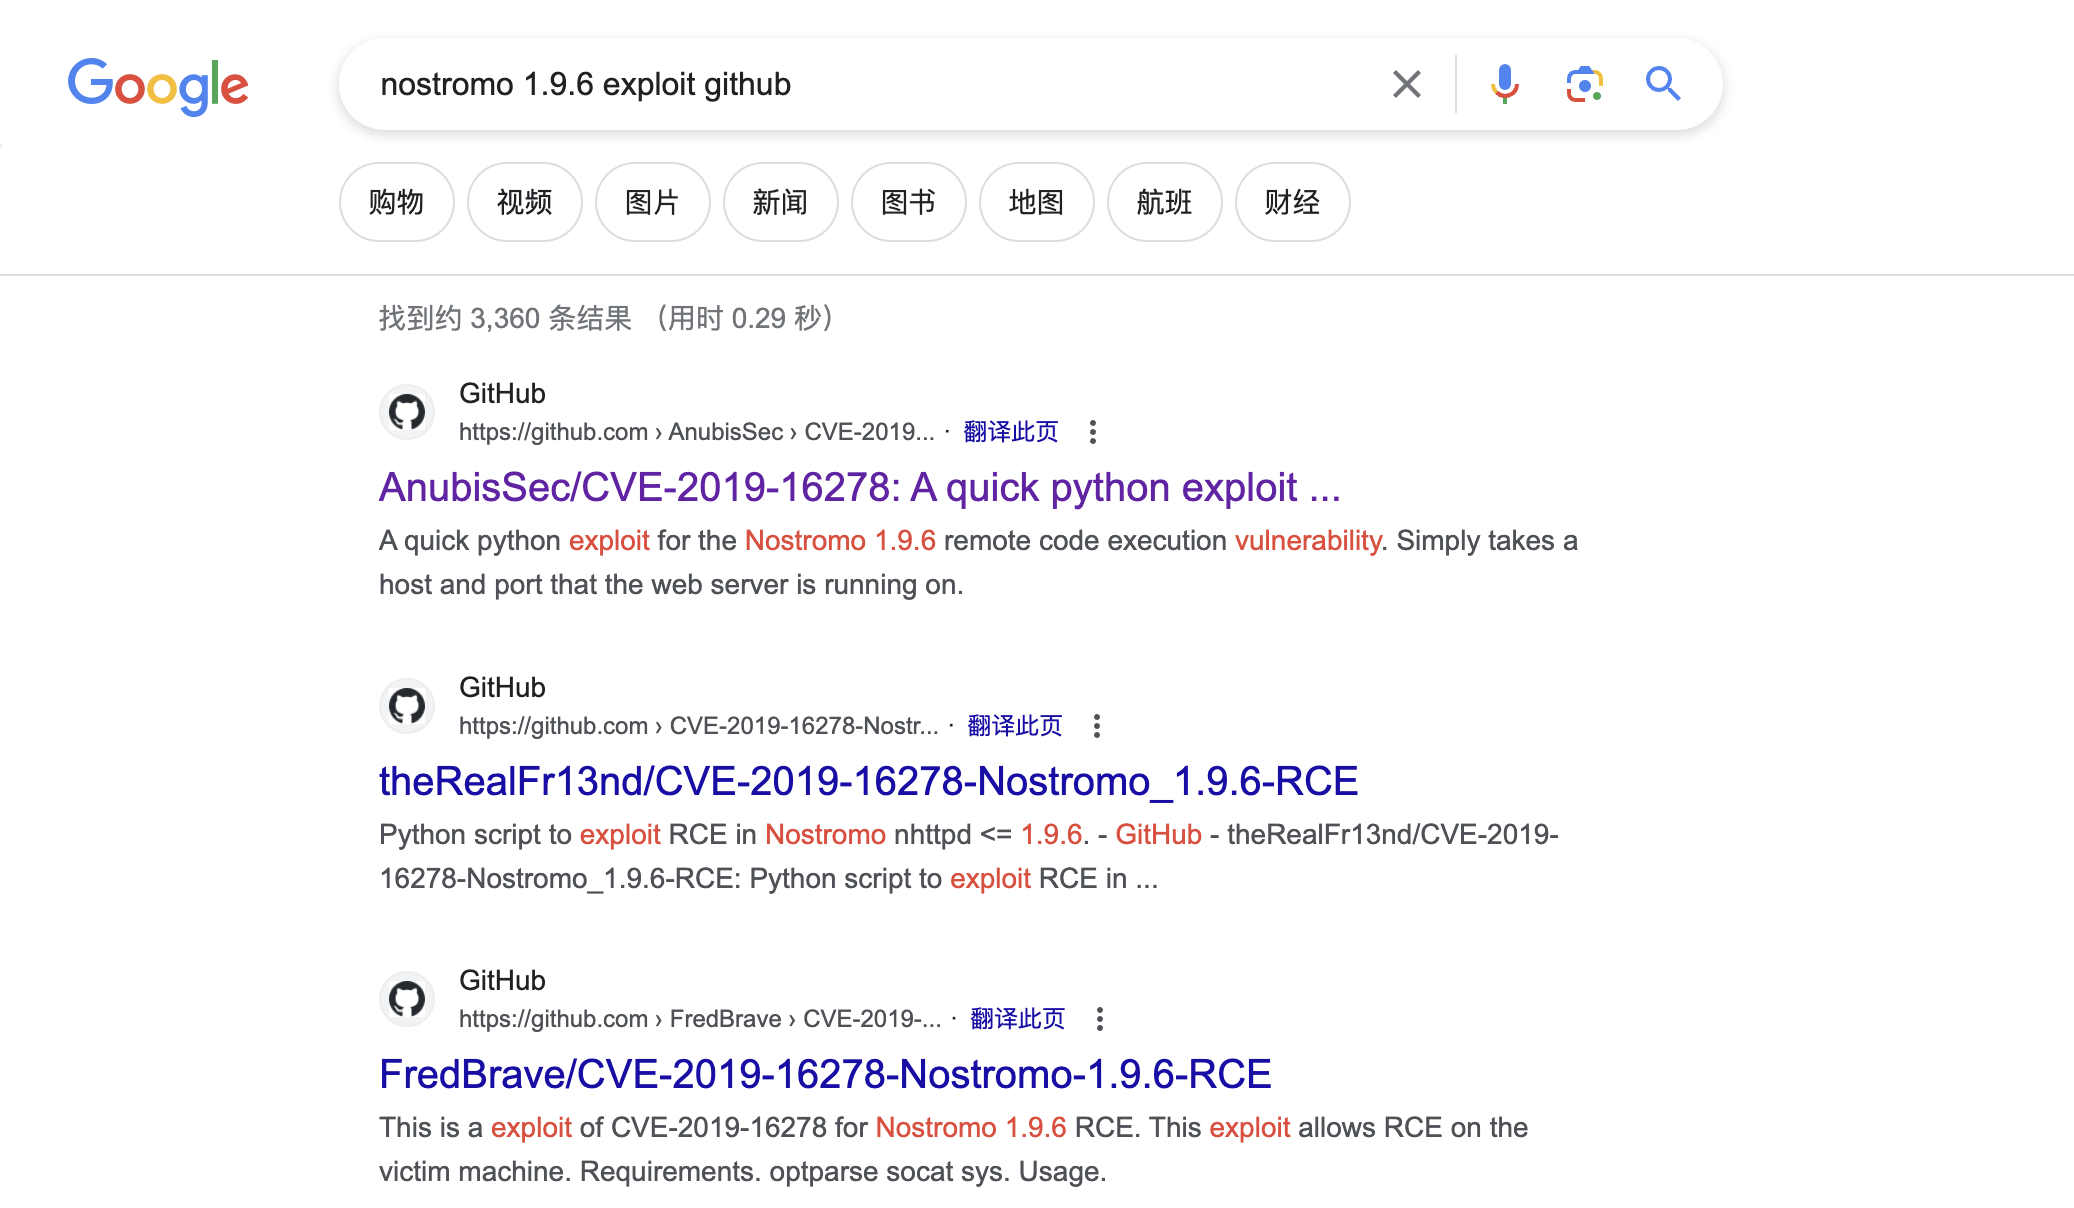 Google
nostromo 1.9.6 exploit github
购物 视频 图片 新闻 图书 地图 航班 财经
找到约 3,360 条结果 （用时 0.29 秒）
GitHub
https://github.com › AnubisSec › CVE-2019... · 翻译此页
AnubisSec/CVE-2019-16278: A quick python exploit ...
A quick python exploit for the Nostromo 1.9.6 remote code execution vulnerability. Simply takes a
host and port that the web server is running on.
GitHub
https://github.com › CVE-2019-16278-Nostr... · 翻译此页
theRealFr13nd/CVE-2019-16278-Nostromo_1.9.6-RCE
Python script to exploit RCE in Nostromo nhttpd <= 1.9.6. - GitHub - theRealFr13nd/CVE-2019-
16278-Nostromo_1.9.6-RCE: Python script to exploit RCE in ...
GitHub
https://github.com › FredBrave › CVE-2019-... · 翻译此页
FredBrave/CVE-2019-16278-Nostromo-1.9.6-RCE
This is a exploit of CVE-2019-16278 for Nostromo 1.9.6 RCE. This exploit allows RCE on the
victim machine. Requirements. optparse socat sys. Usage.